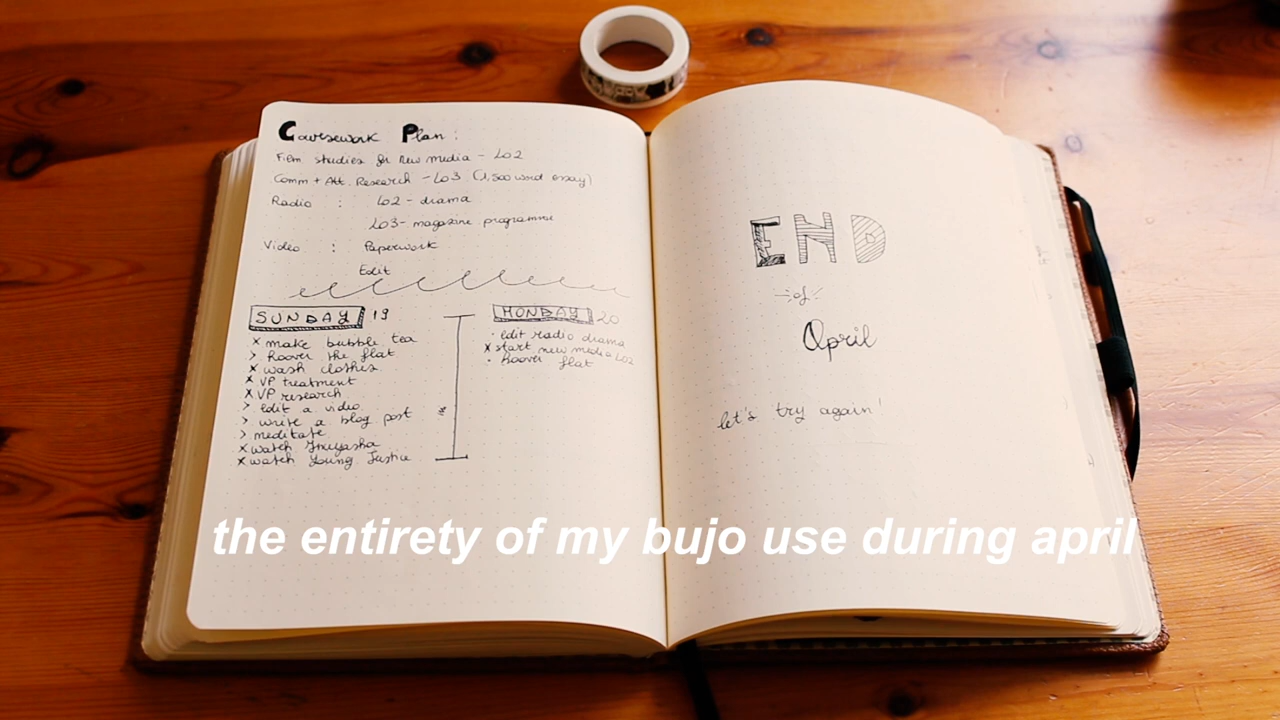 Coursework Plan:
Film studies for new media - LO2
Comm + Att. Research - LO3 (1,500 word essay)
Radio : LO2 - drama
LO3 - magazine programme
Video : Paperwork
Edit
SUNDAY 19
x make bubble tea
> hoover the flat
x wash clothes
x VP treatment
x VP research
> edit a video
> write a blog post
> meditate
x watch Inuyasha
x watch Young Justice
MONDAY 20
· edit radio drama
x start new media LO2
· hoover flat
END
of
April
let's try again!
the entirety of my bujo use during april